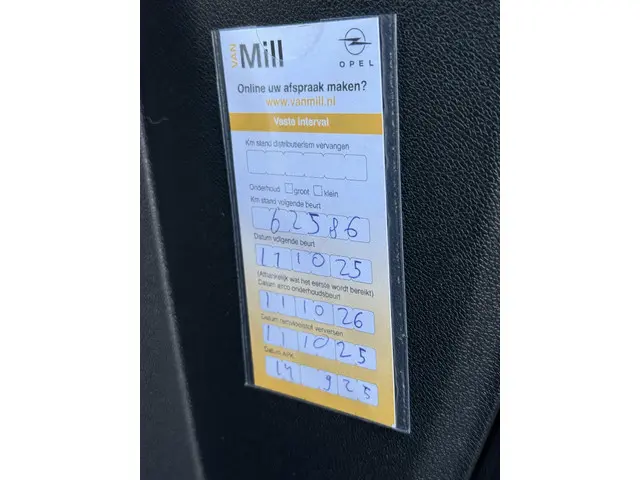 VAN Mill
OPEL
Online uw afspraak maken?
www.vanmill.nl
Vaste interval
Km stand distributieriem vervangen
Onderhoud groot klein
Km stand volgende beurt
62586
Datum volgende beurt
11 10 25
(Afhankelijk wat het eerste wordt bereikt)
Datum airco onderhoudsbeurt
11 10 26
Datum remvloeistof verversen
11 10 25
Datum APK
14 9 25